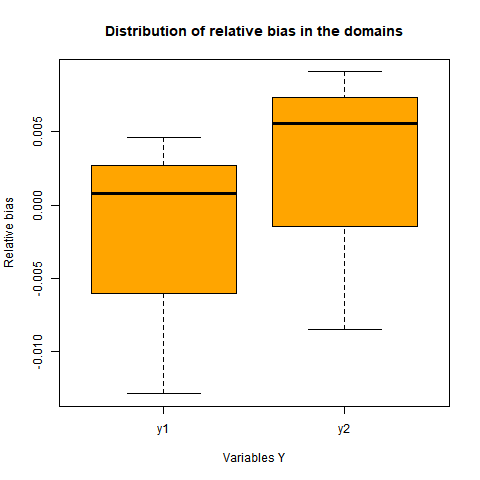 Distribution of relative bias in the domains
Relative bias
0.005
0.000
-0.005
-0.010
y1 y2
Variables Y